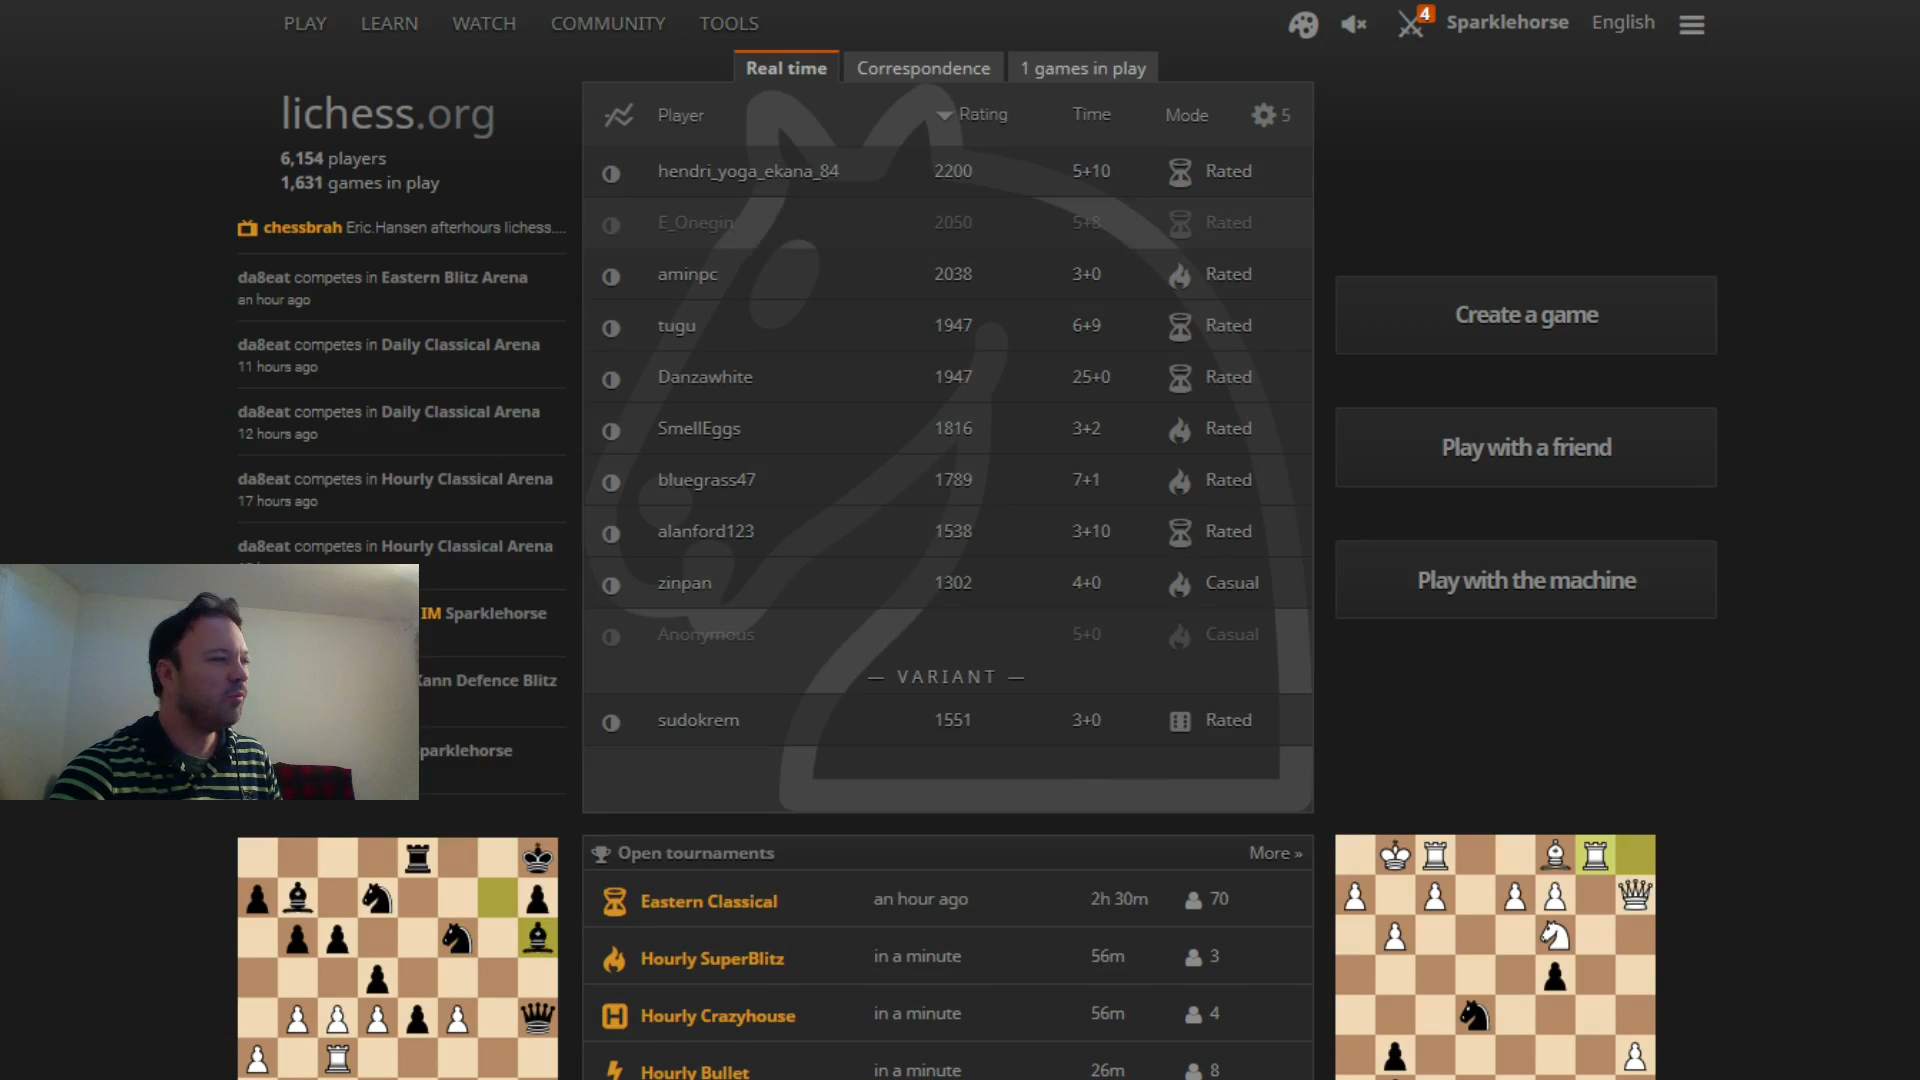 PLAY LEARN WATCH COMMUNITY TOOLS
4 Sparklehorse English
Real time Correspondence 1 games in play
lichess.org
6,154 players
1,631 games in play
chessbrah Eric.Hansen afterhours lichess....
da8eat competes in Eastern Blitz Arena
an hour ago
da8eat competes in Daily Classical Arena
11 hours ago
da8eat competes in Daily Classical Arena
12 hours ago
da8eat competes in Hourly Classical Arena
17 hours ago
da8eat competes in Hourly Classical Arena
IM Sparklehorse
Kann Defence Blitz
parklehorse
Player Rating Time Mode 5
hendri_yoga_ekana_84 2200 5+10 Rated
E_Onegin 2050 5+8 Rated
aminpc 2038 3+0 Rated
tugu 1947 6+9 Rated
Danzawhite 1947 25+0 Rated
SmellEggs 1816 3+2 Rated
bluegrass47 1789 7+1 Rated
alanford123 1538 3+10 Rated
zinpan 1302 4+0 Casual
Anonymous 5+0 Casual
— VARIANT —
sudokrem 1551 3+0 Rated
Create a game
Play with a friend
Play with the machine
Open tournaments More »
Eastern Classical an hour ago 2h 30m 70
Hourly SuperBlitz in a minute 56m 3
Hourly Crazyhouse in a minute 56m 4
Hourly Bullet in a minute 26m 8